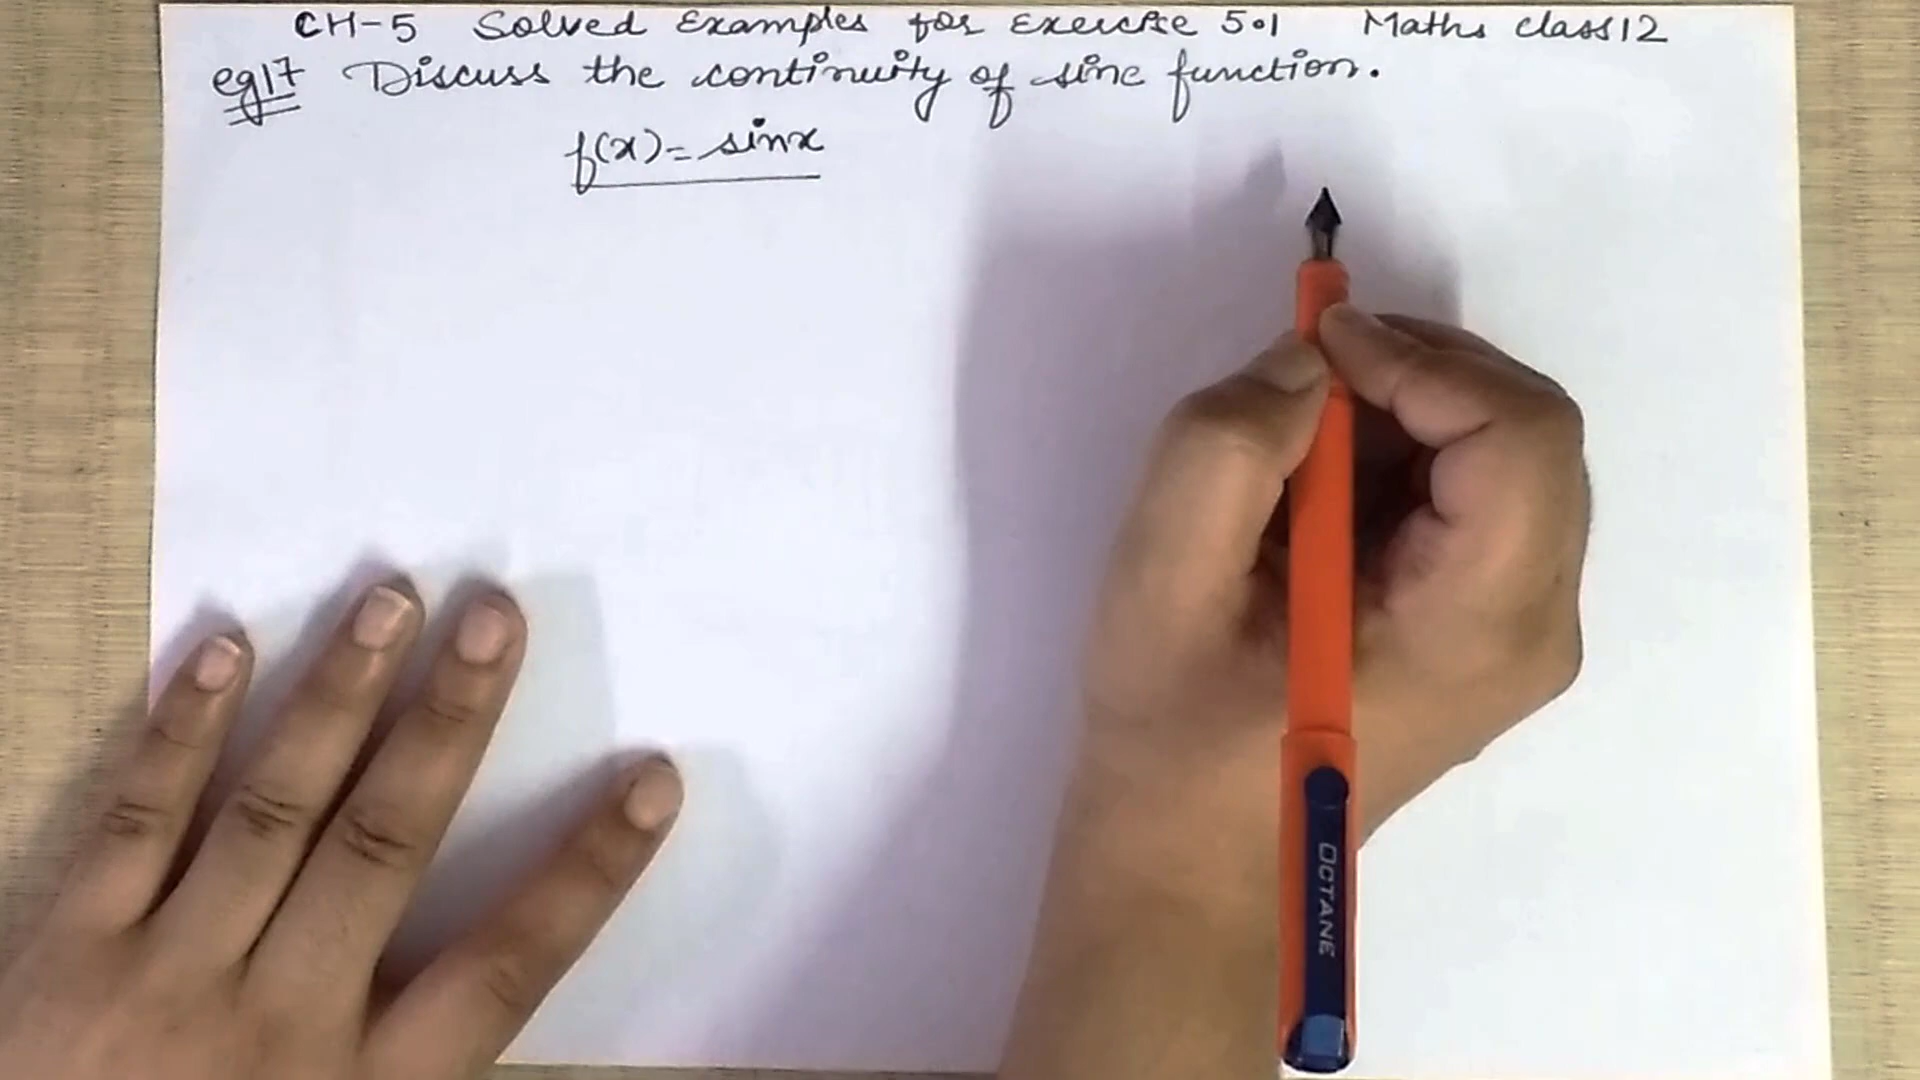 CH-5 Solved Examples for Exercise 5.1 Maths class 12
eg17 Discuss the continuity of sine function.
f(x) = sinx
OCTANE